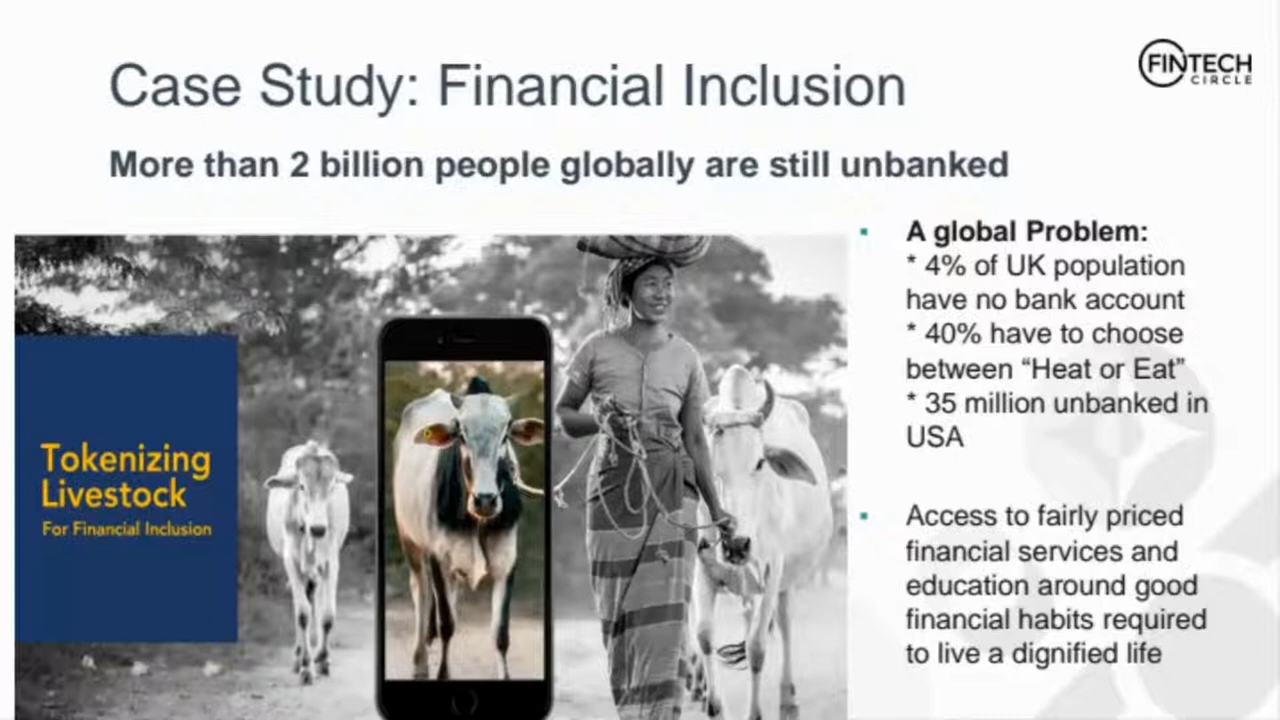 Case Study: Financial Inclusion
FINTECH
CIRCLE
More than 2 billion people globally are still unbanked
Tokenizing
Livestock
For Financial Inclusion
▪ A global Problem:
* 4% of UK population
have no bank account
* 40% have to choose
between “Heat or Eat”
* 35 million unbanked in
USA
▪ Access to fairly priced
financial services and
education around good
financial habits required
to live a dignified life